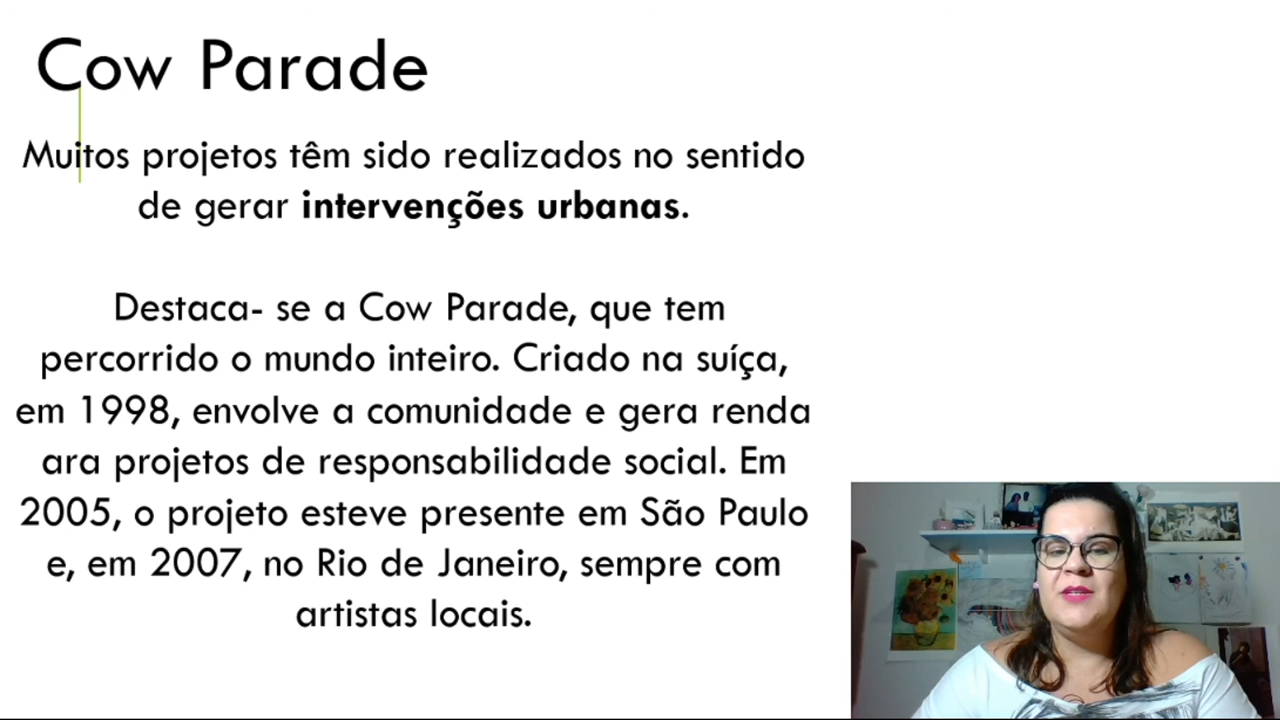 Cow Parade
Muitos projetos têm sido realizados no sentido
de gerar intervenções urbanas.
Destaca- se a Cow Parade, que tem
percorrido o mundo inteiro. Criado na suíça,
em 1998, envolve a comunidade e gera renda
ara projetos de responsabilidade social. Em
2005, o projeto esteve presente em São Paulo
e, em 2007, no Rio de Janeiro, sempre com
artistas locais.